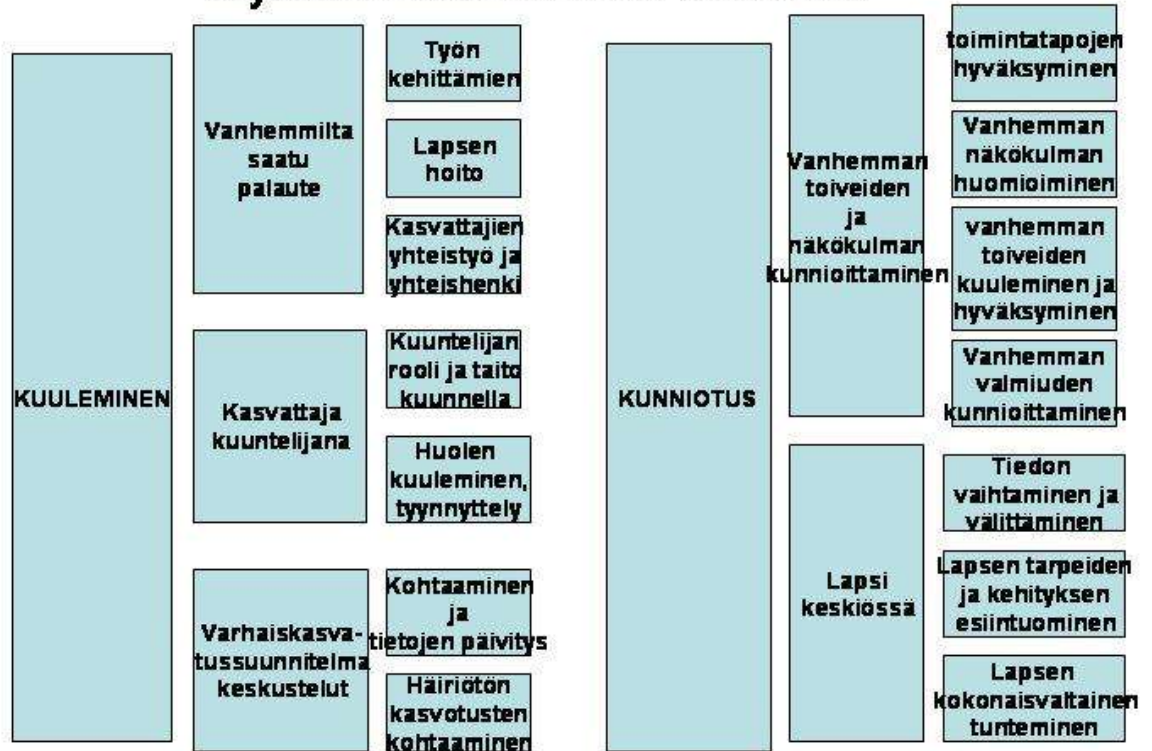 KUULEMINEN
Vanhemmilta
saatu
palaute
Työn
kehittämien
Lapsen
hoito
Kasvattajien
yhteistyö ja
yhteishenki
Kasvattaja
kuuntelijana
Kuuntelijan
rooli ja taito
kuunnella
Huolen
kuuleminen,
tyynnyttely
Varhaiskasva-
tussuunnitelma
keskustelut
Kohtaaminen
ja
tietojen päivitys
Häiriötön
kasvotusten
kohtaaminen
KUNNIOTUS
Vanhemman
toiveiden
ja
näkökulman
kunnioittaminen
toimintatapojen
hyväksyminen
Vanhemman
näkökulman
huomioiminen
vanhemman
toiveiden
kuuleminen ja
hyväksyminen
Vanhemman
valmiuden
kunnioittaminen
Lapsi
keskiössä
Tiedon
vaihtaminen ja
välittäminen
Lapsen tarpeiden
ja kehityksen
esiintuominen
Lapsen
kokonaisvaltainen
tunteminen